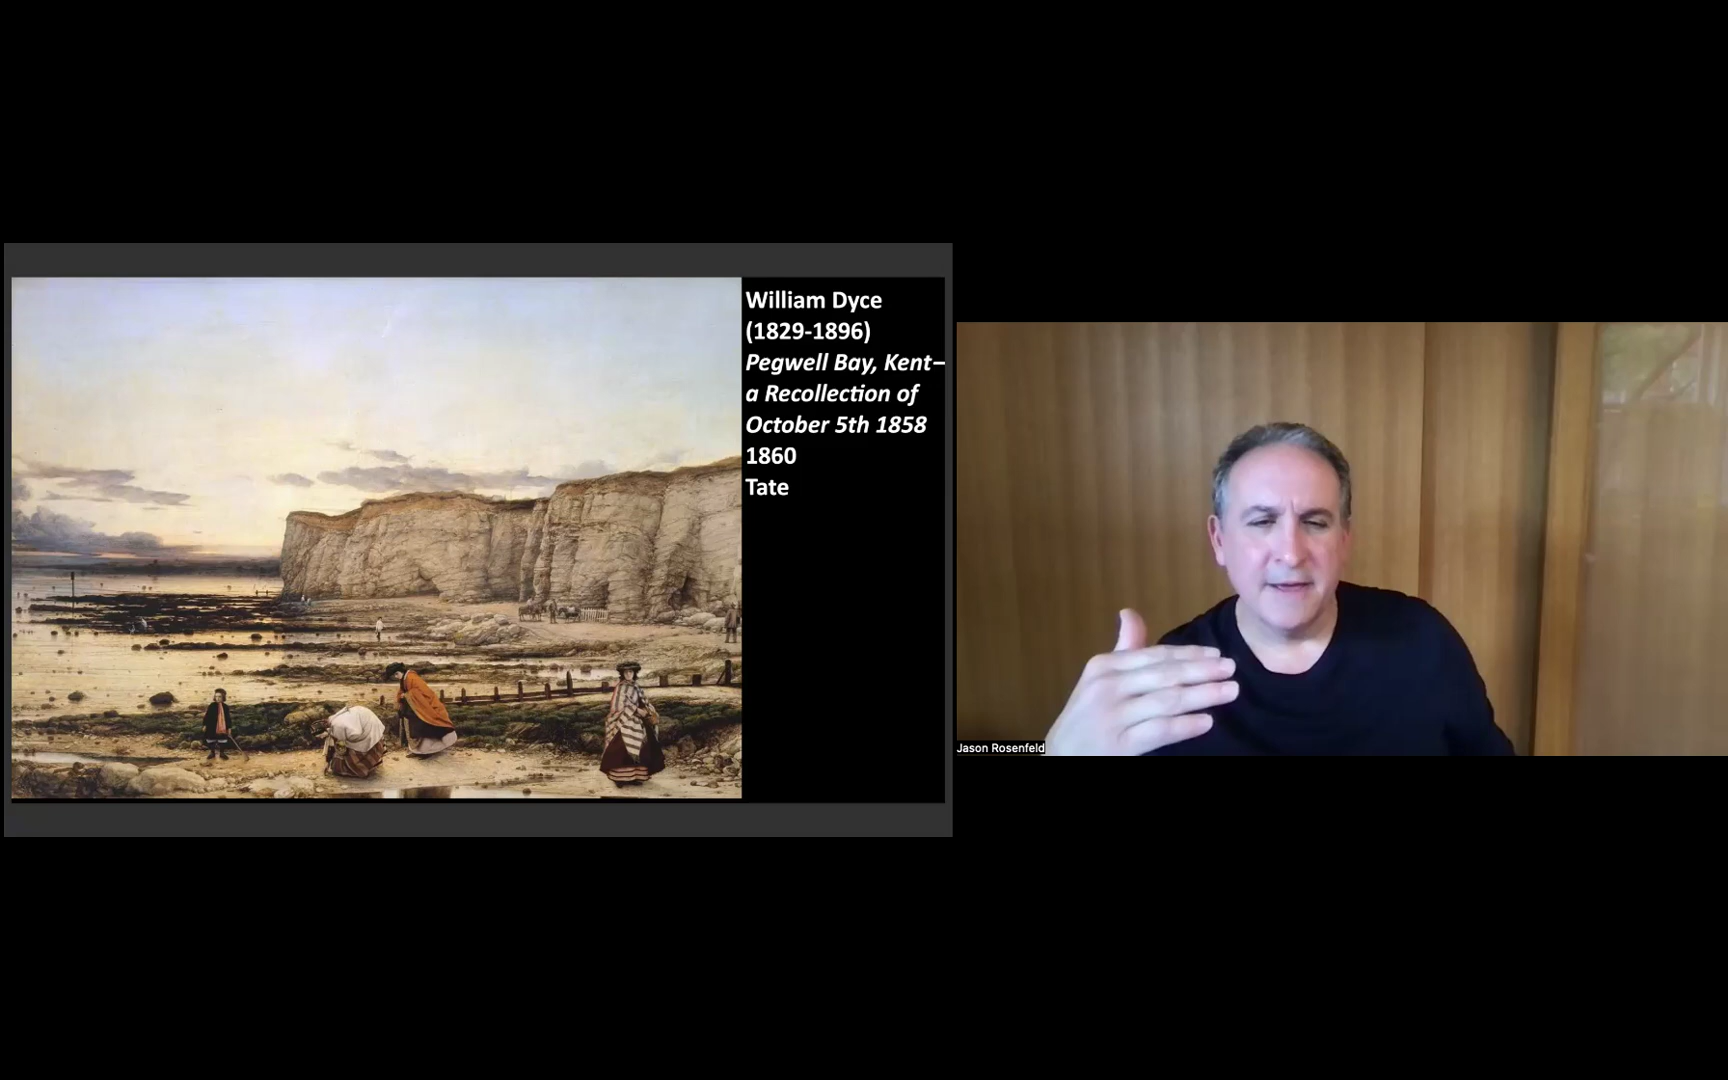 William Dyce
(1829-1896)
Pegwell Bay, Kent–
a Recollection of
October 5th 1858
1860
Tate
Jason Rosenfeld